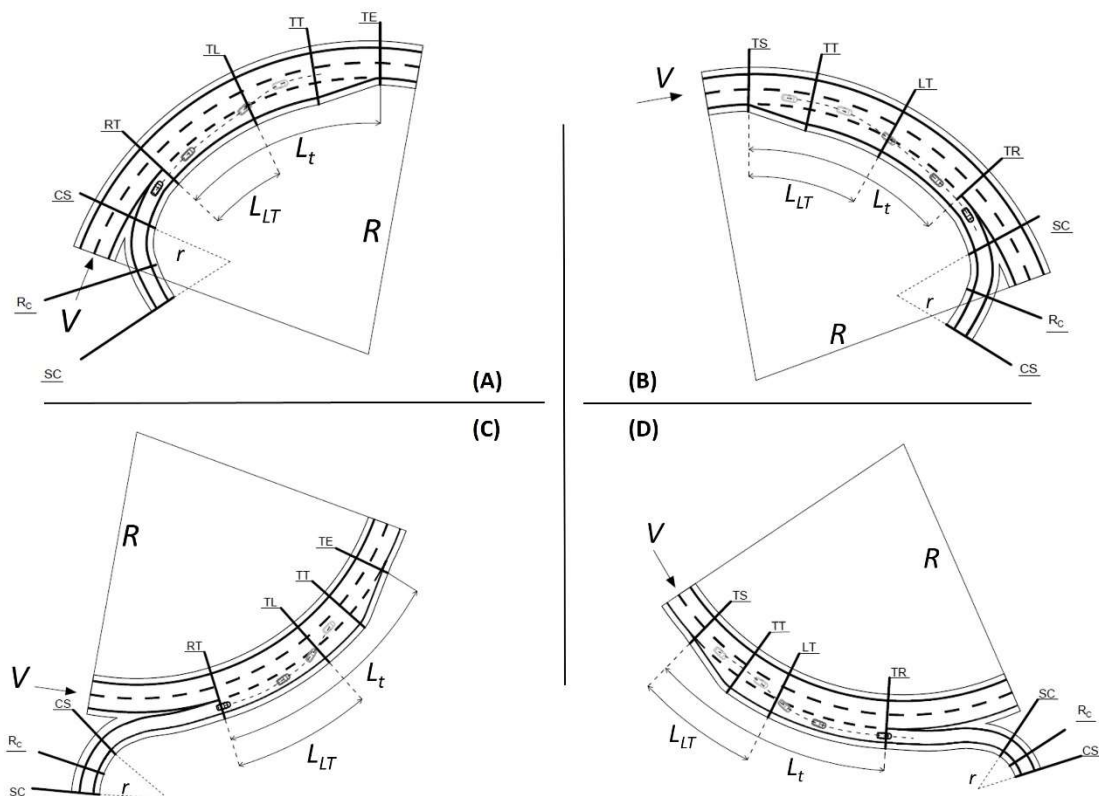 TE
TT
TL
RT
CS
L_t
L_LT
R
r
R_C
V
SC
(A)
TS
TT
V
LT
TR
L_LT
L_t
SC
r
R_C
R
CS
(B)
(C)
R
TE
TT
TL
RT
V
CS
L_t
R_C
L_LT
SC
r
(D)
V
R
TS
TT
LT
TR
SC
R_C
L_LT
L_t
r
CS